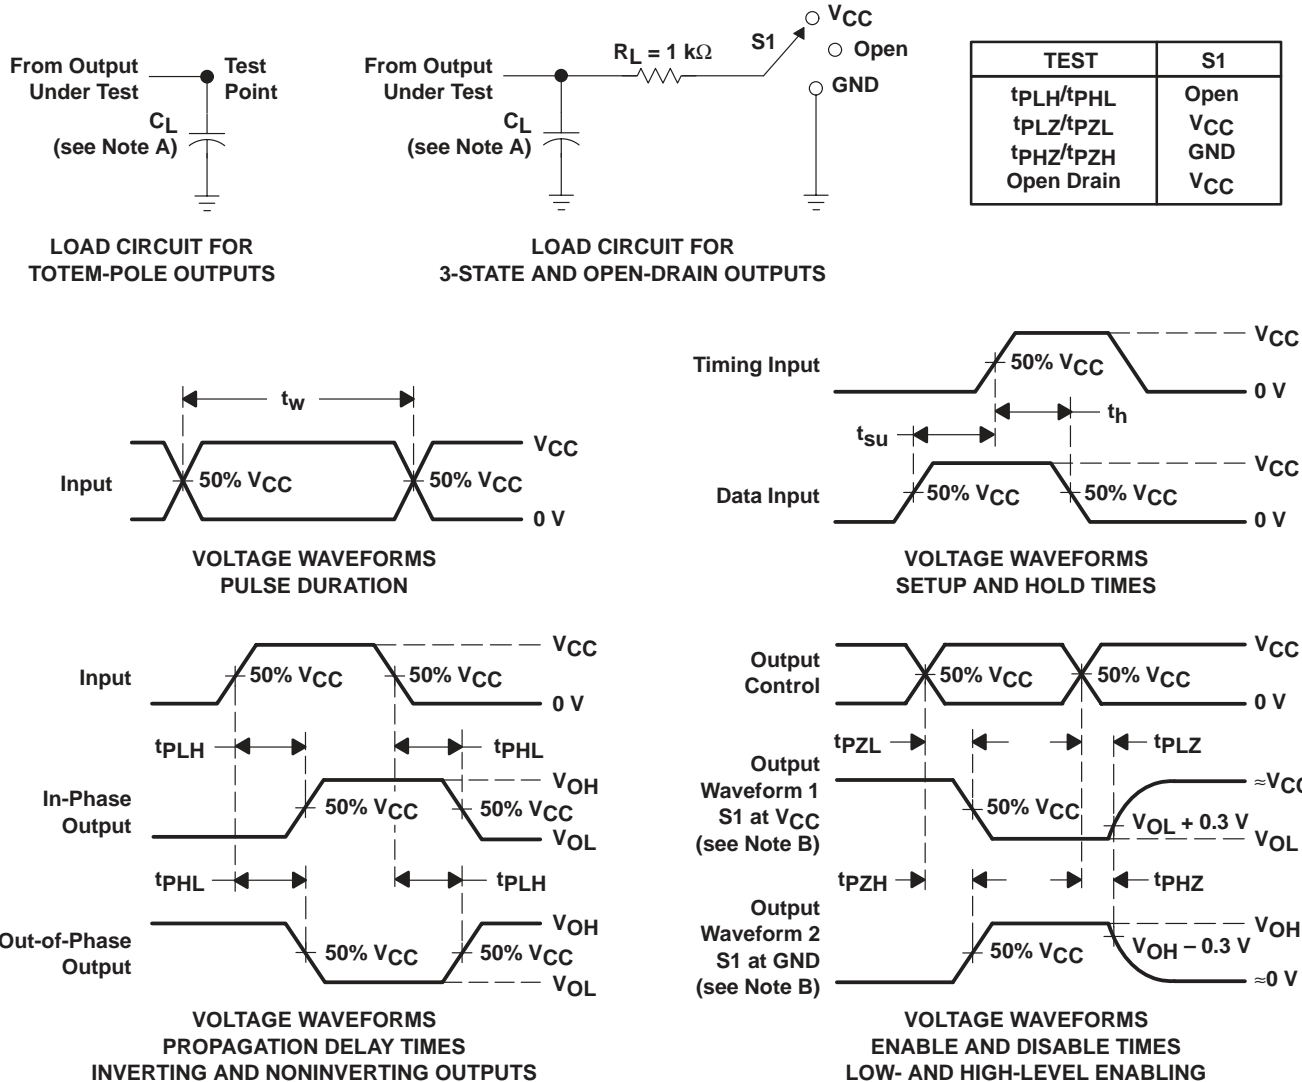 From Output
Under Test
Test
Point
CL
(see Note A)
LOAD CIRCUIT FOR
TOTEM-POLE OUTPUTS
From Output
Under Test
RL = 1 kΩ
S1
VCC
Open
GND
CL
(see Note A)
LOAD CIRCUIT FOR
3-STATE AND OPEN-DRAIN OUTPUTS
TEST S1
tPLH/tPHL Open
tPLZ/tPZL VCC
tPHZ/tPZH GND
Open Drain VCC
tw
Input
50% VCC
50% VCC
VCC
0 V
VOLTAGE WAVEFORMS
PULSE DURATION
Timing Input
50% VCC
VCC
0 V
th
tsu
Data Input
50% VCC
50% VCC
VCC
0 V
VOLTAGE WAVEFORMS
SETUP AND HOLD TIMES
Input
50% VCC
50% VCC
VCC
0 V
tPLH
tPHL
In-Phase
Output
50% VCC
50% VCC
VOH
VOL
tPHL
tPLH
Out-of-Phase
Output
50% VCC
50% VCC
VOH
VOL
VOLTAGE WAVEFORMS
PROPAGATION DELAY TIMES
INVERTING AND NONINVERTING OUTPUTS
Output
Control
50% VCC
50% VCC
VCC
0 V
tPZL
tPLZ
Output
Waveform 1
S1 at VCC
(see Note B)
50% VCC
≈VCC
VOL + 0.3 V
VOL
tPZH
tPHZ
Output
Waveform 2
S1 at GND
(see Note B)
50% VCC
VOH
VOH − 0.3 V
≈0 V
VOLTAGE WAVEFORMS
ENABLE AND DISABLE TIMES
LOW- AND HIGH-LEVEL ENABLING